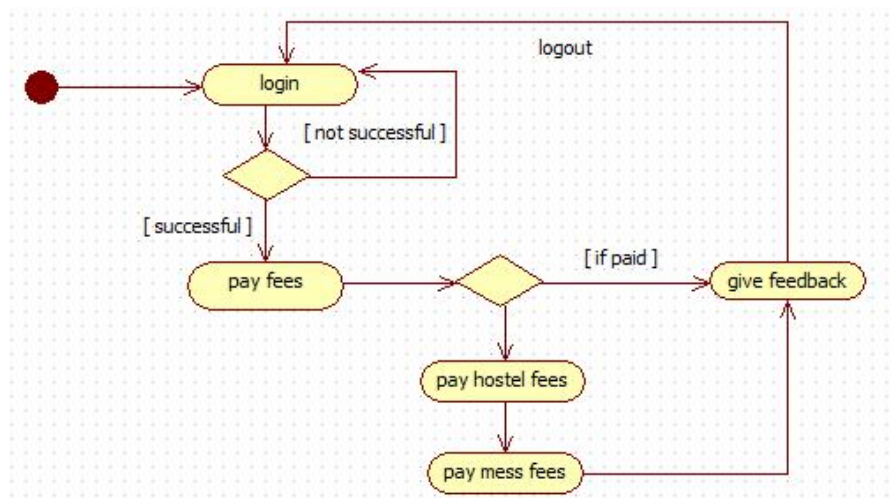 logout
login
[ not successful ]
[ successful ]
[ if paid ]
pay fees
give feedback
pay hostel fees
pay mess fees